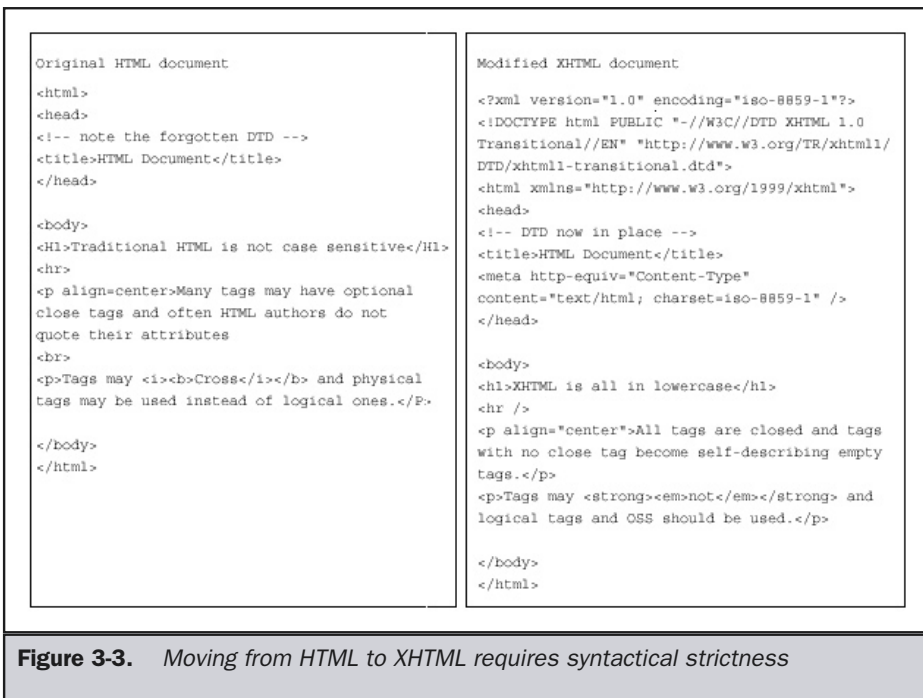 Original HTML document
<html>
<head>
<!-- note the forgotten DTD -->
<title>HTML Document</title>
</head>
<body>
<H1>Traditional HTML is not case sensitive</H1>
<hr>
<p align=center>Many tags may have optional
close tags and often HTML authors do not
quote their attributes
<br>
<p>Tags may <i><b>Cross</i></b> and physical
tags may be used instead of logical ones.</P>
</body>
</html>
Modified XHTML document
<?xml version="1.0" encoding="iso-8859-1"?>
<!DOCTYPE html PUBLIC "-//W3C//DTD XHTML 1.0
Transitional//EN" "http://www.w3.org/TR/xhtml1/
DTD/xhtml1-transitional.dtd">
<html xmlns="http://www.w3.org/1999/xhtml">
<head>
<!-- DTD now in place -->
<title>HTML Document</title>
<meta http-equiv="Content-Type"
content="text/html; charset=iso-8859-1" />
</head>
<body>
<h1>XHTML is all in lowercase</h1>
<hr />
<p align="center">All tags are closed and tags
with no close tag become self-describing empty
tags.</p>
<p>Tags may <strong><em>not</em></strong> and
logical tags and OSS should be used.</p>
</body>
</html>
Figure 3-3. Moving from HTML to XHTML requires syntactical strictness